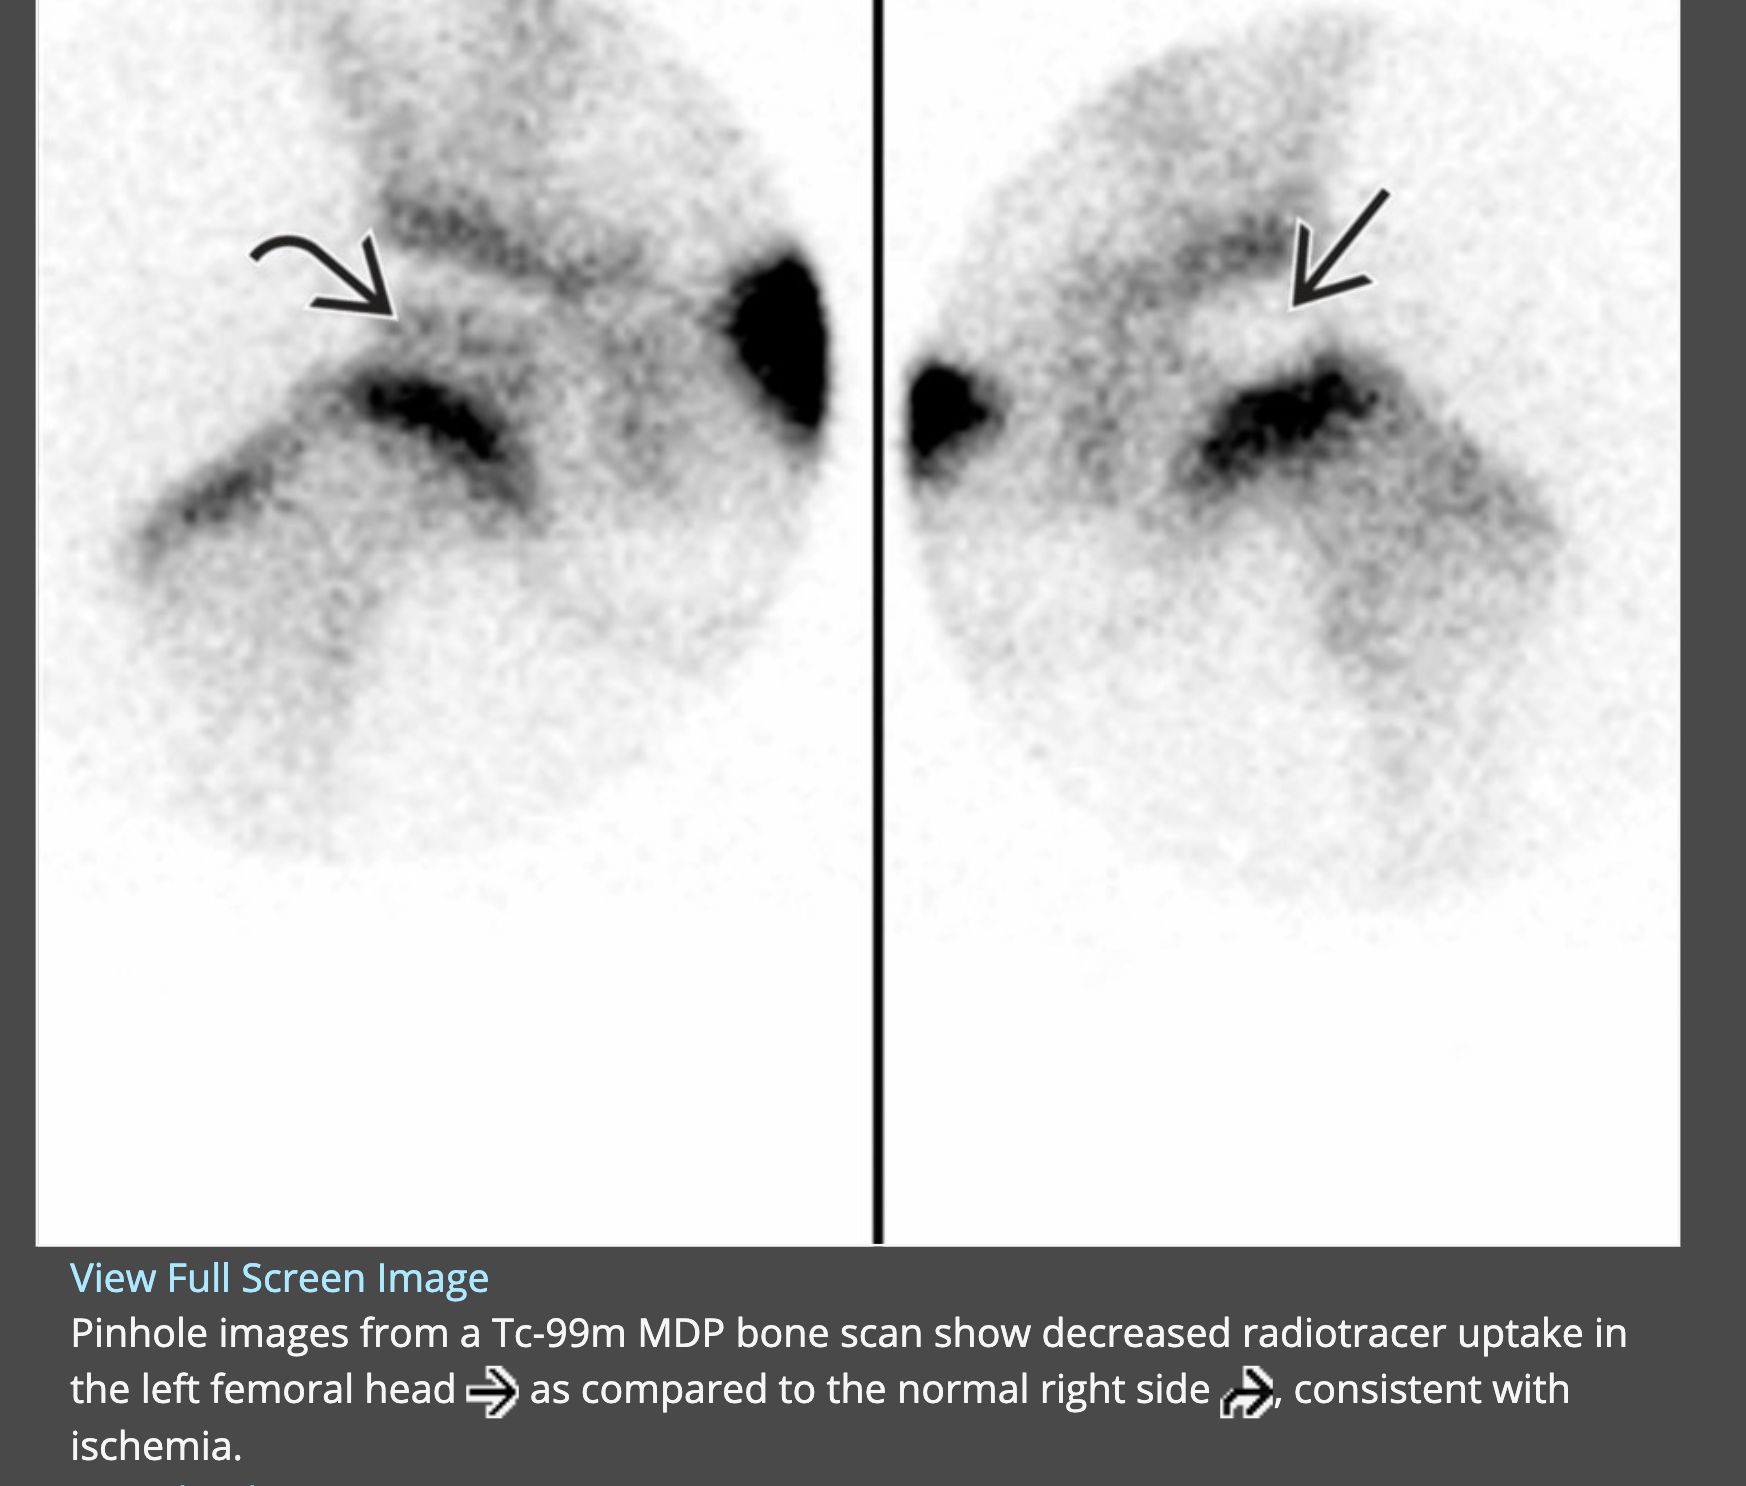 View Full Screen Image
Pinhole images from a Tc-99m MDP bone scan show decreased radiotracer uptake in
the left femoral head as compared to the normal right side , consistent with
ischemia.